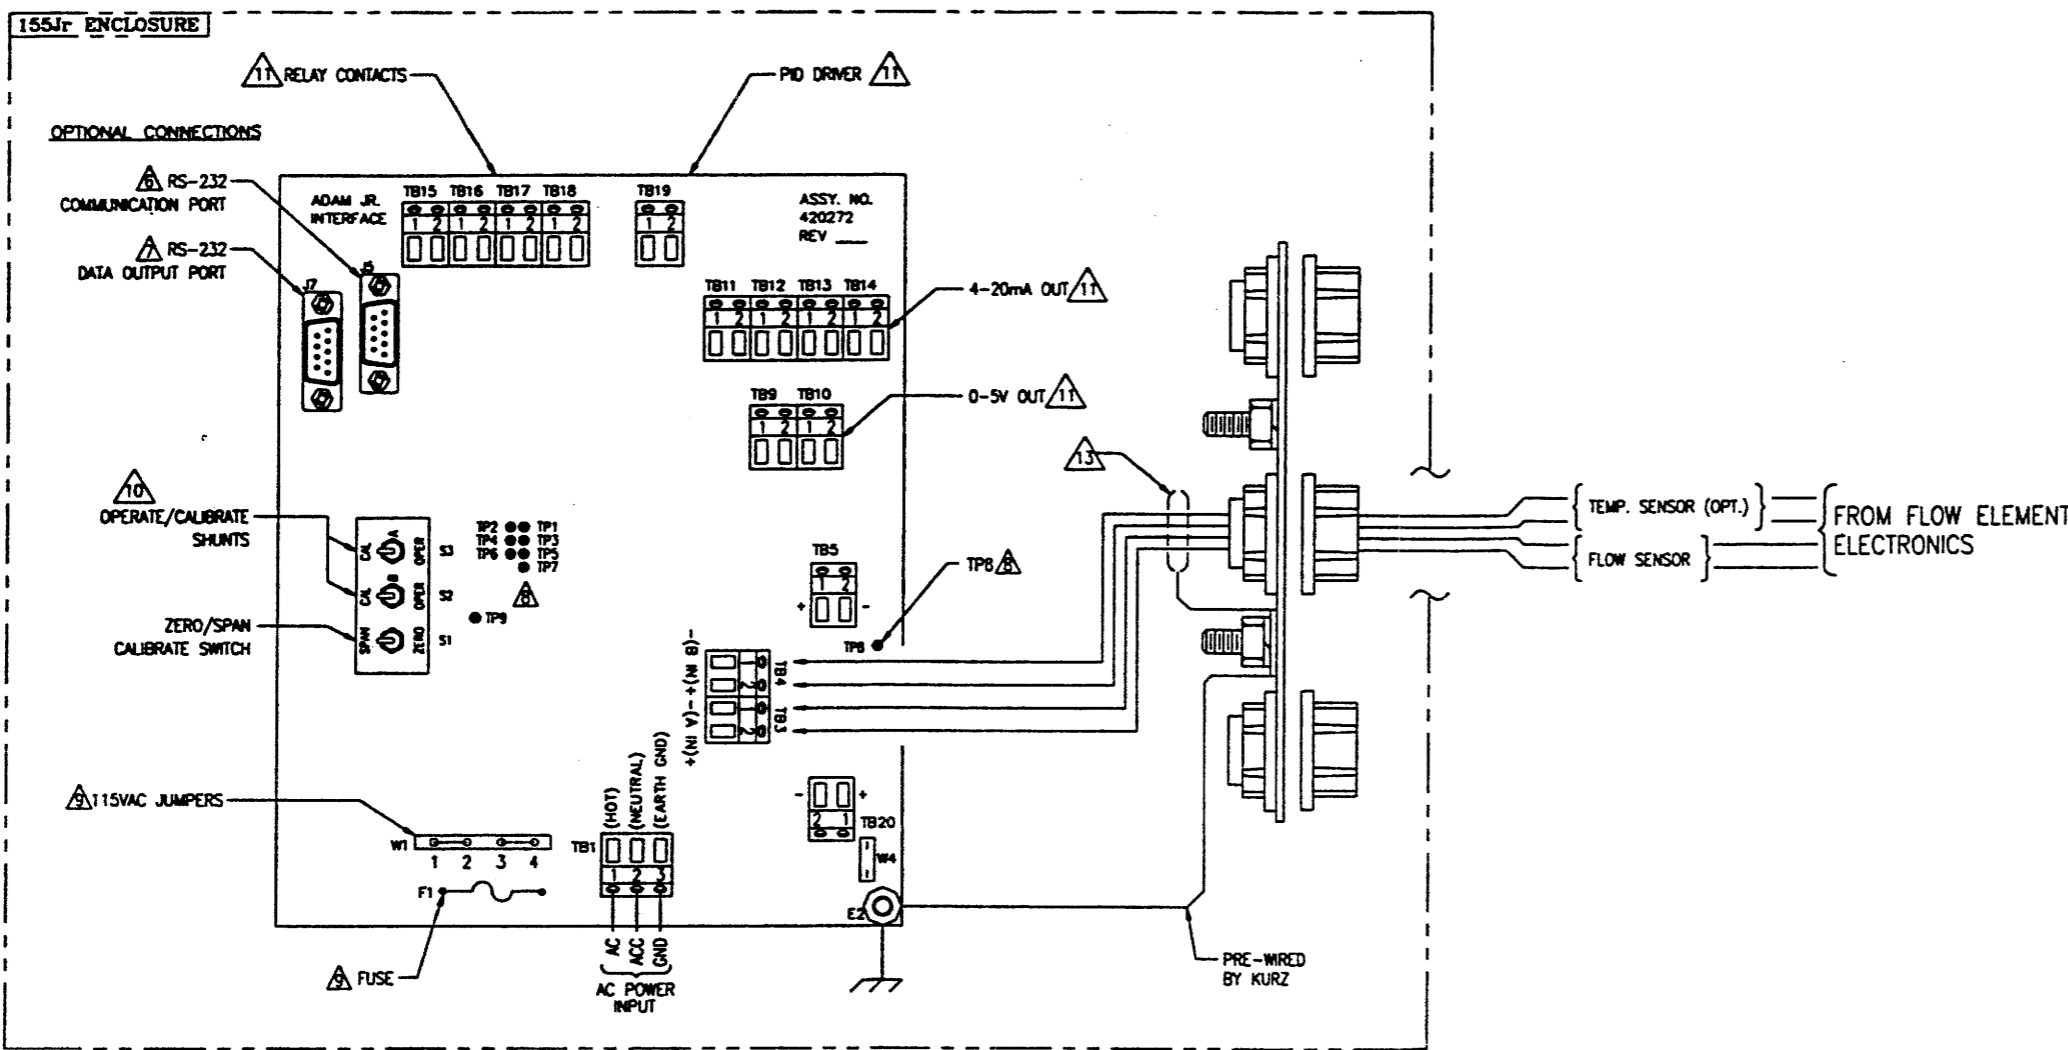 155Jr ENCLOSURE
11 RELAY CONTACTS
PID DRIVER 11
OPTIONAL CONNECTIONS
6 RS-232
COMMUNICATION PORT
7 RS-232
DATA OUTPUT PORT
ADAM JR.
INTERFACE
TB15 TB16 TB17 TB18
1 2 1 2 1 2 1 2
TB19
1 2
ASSY. NO.
420272
REV ___
J5
J7
TB11 TB12 TB13 TB14
1 2 1 2 1 2 1 2
4-20mA OUT 11
TB9 TB10
1 2 1 2
0-5V OUT 11
13
10
OPERATE/CALIBRATE
SHUNTS
CAL A OPER S3
CAL B OPER S2
SPAN ZERO S1
ZERO/SPAN
CALIBRATE SWITCH
TP2 TP1
TP4 TP3
TP6 TP5
TP7
8
TP9
TB5
1 2
+ -
TP8 8
TP8
TEMP. SENSOR (OPT.)
FLOW SENSOR
FROM FLOW ELEMENT
ELECTRONICS
-(B IN)+
-(A IN)+
1 2 TB4
1 2 TB3
9 115VAC JUMPERS
W1
1 2 3 4
F1
9 FUSE
(HOT)
(NEUTRAL)
(EARTH GND)
TB1
1 2 3
AC
ACC
GND
AC POWER
INPUT
- +
2 1
TB20
W4
E2
PRE-WIRED
BY KURZ